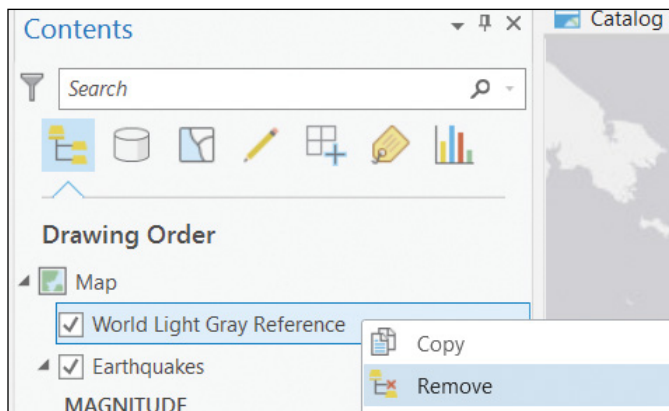 Contents
Catalog
Search
Drawing Order
Map
World Light Gray Reference
Copy
Earthquakes
Remove
MAGNITUDE